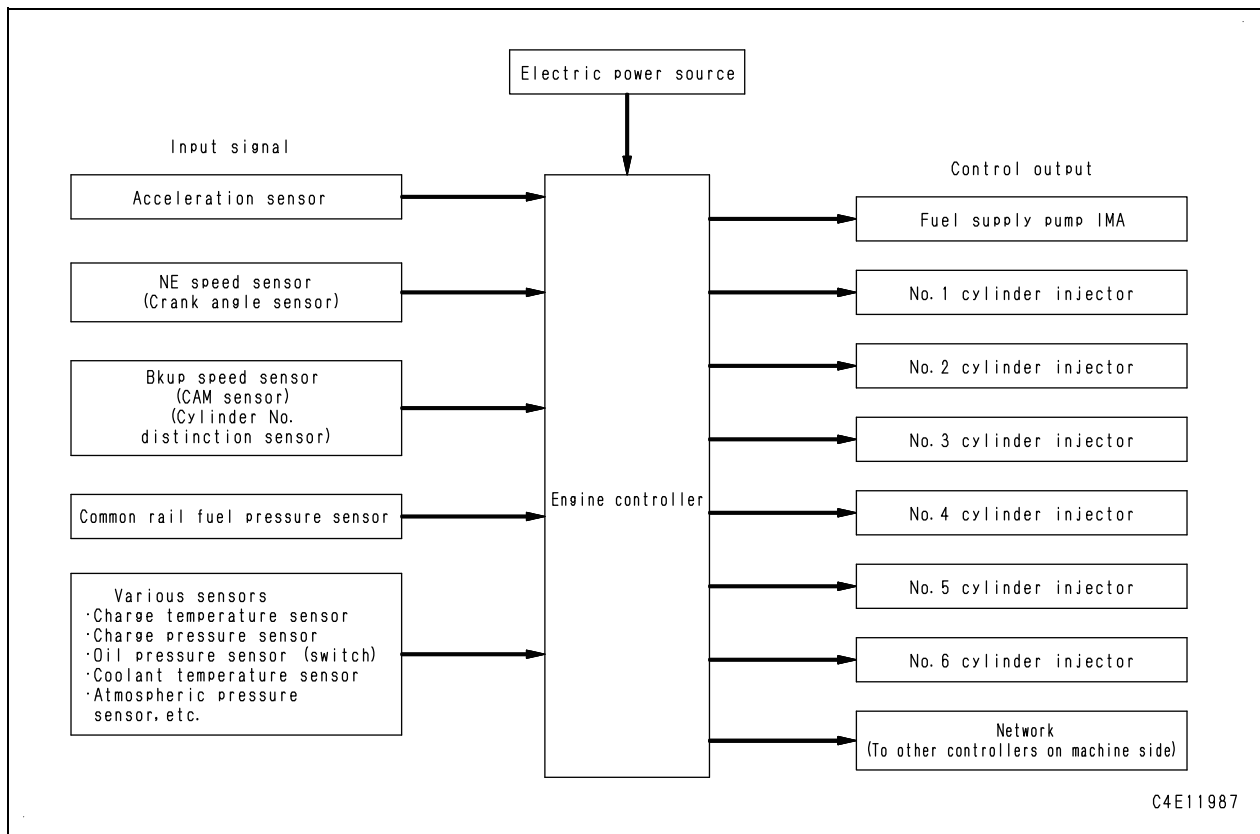 Electric power source
Input signal
Acceleration sensor
NE speed sensor
(Crank angle sensor)
Bkup speed sensor
(CAM sensor)
(Cylinder No.
distinction sensor)
Common rail fuel pressure sensor
Various sensors
·Charge temperature sensor
·Charge pressure sensor
·Oil pressure sensor (switch)
·Coolant temperature sensor
·Atmospheric pressure
sensor, etc.
Engine controller
Control output
Fuel supply pump IMA
No. 1 cylinder injector
No. 2 cylinder injector
No. 3 cylinder injector
No. 4 cylinder injector
No. 5 cylinder injector
No. 6 cylinder injector
Network
(To other controllers on machine side)
C4E11987